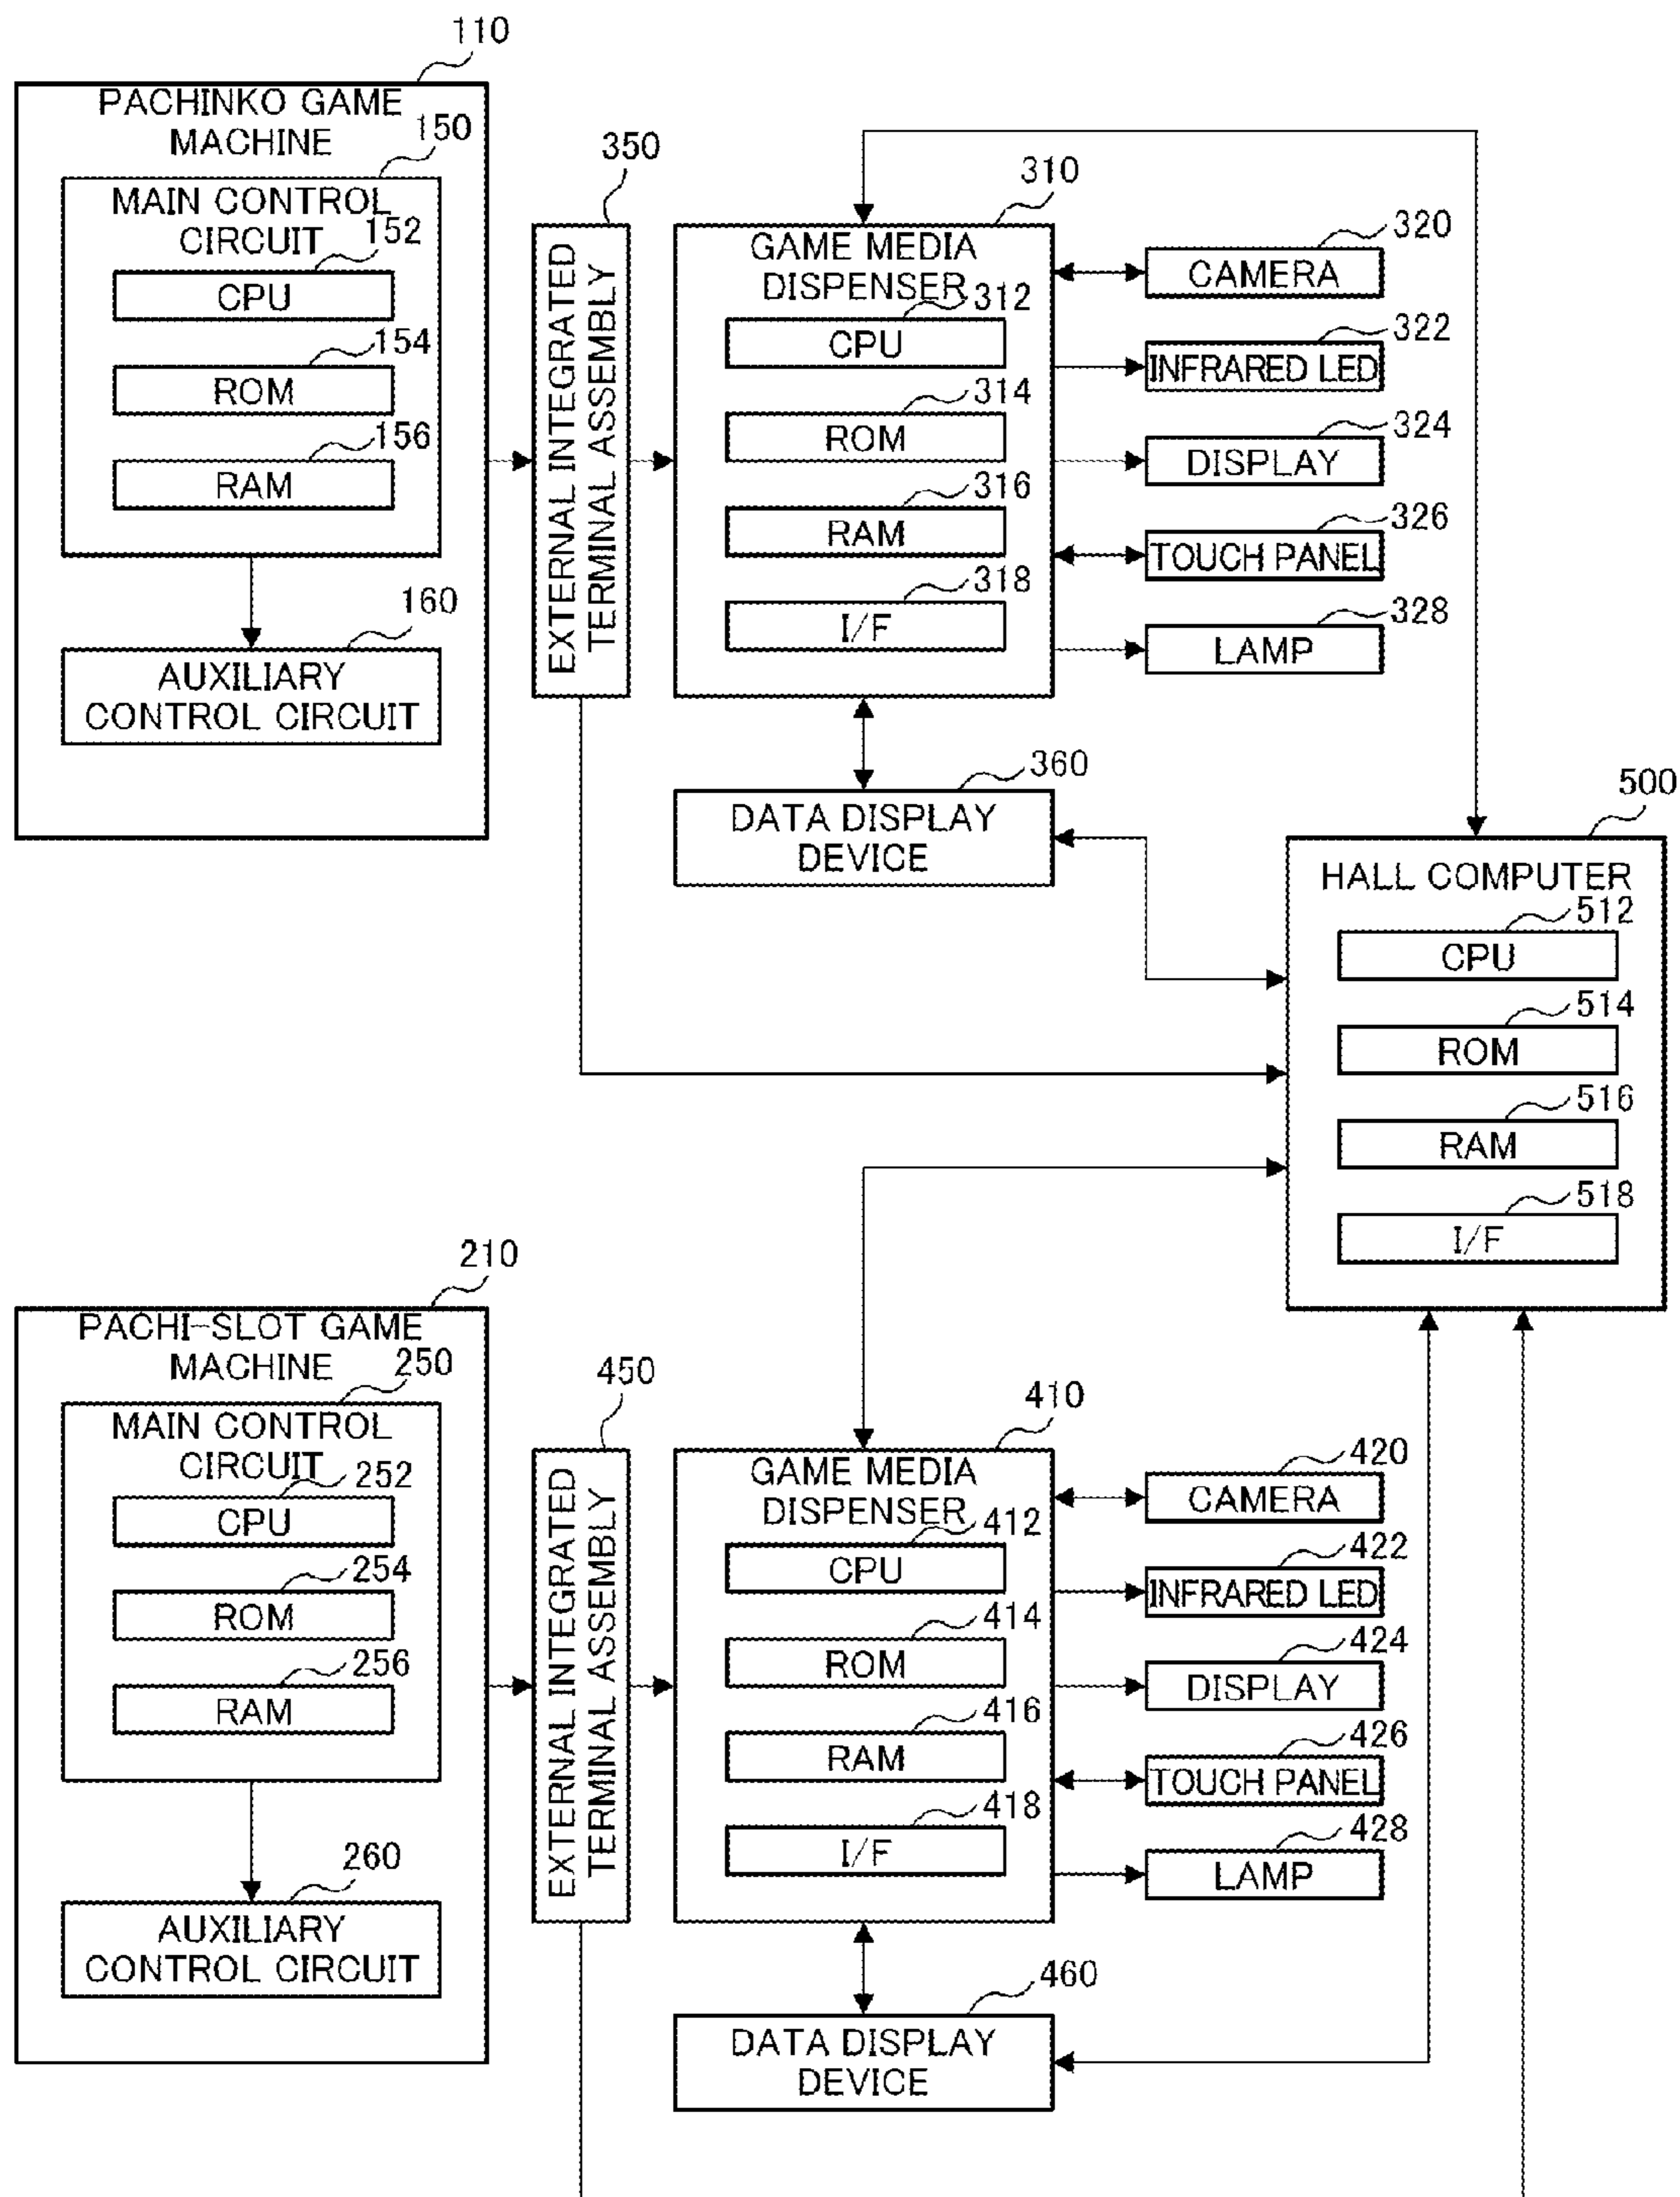 110
PACHINKO GAME
MACHINE
150
MAIN CONTROL
CIRCUIT
152
CPU
154
ROM
156
RAM
160
AUXILIARY
CONTROL CIRCUIT
350
EXTERNAL INTEGRATED
TERMINAL ASSEMBLY
310
GAME MEDIA
DISPENSER
312
CPU
314
ROM
316
RAM
318
I/F
320
CAMERA
322
INFRARED LED
324
DISPLAY
326
TOUCH PANEL
328
LAMP
360
DATA DISPLAY
DEVICE
500
HALL COMPUTER
512
CPU
514
ROM
516
RAM
518
I/F
210
PACHI-SLOT GAME
MACHINE
250
MAIN CONTROL
CIRCUIT
252
CPU
254
ROM
256
RAM
260
AUXILIARY
CONTROL CIRCUIT
450
EXTERNAL INTEGRATED
TERMINAL ASSEMBLY
410
GAME MEDIA
DISPENSER
412
CPU
414
ROM
416
RAM
418
I/F
420
CAMERA
422
INFRARED LED
424
DISPLAY
426
TOUCH PANEL
428
LAMP
460
DATA DISPLAY
DEVICE